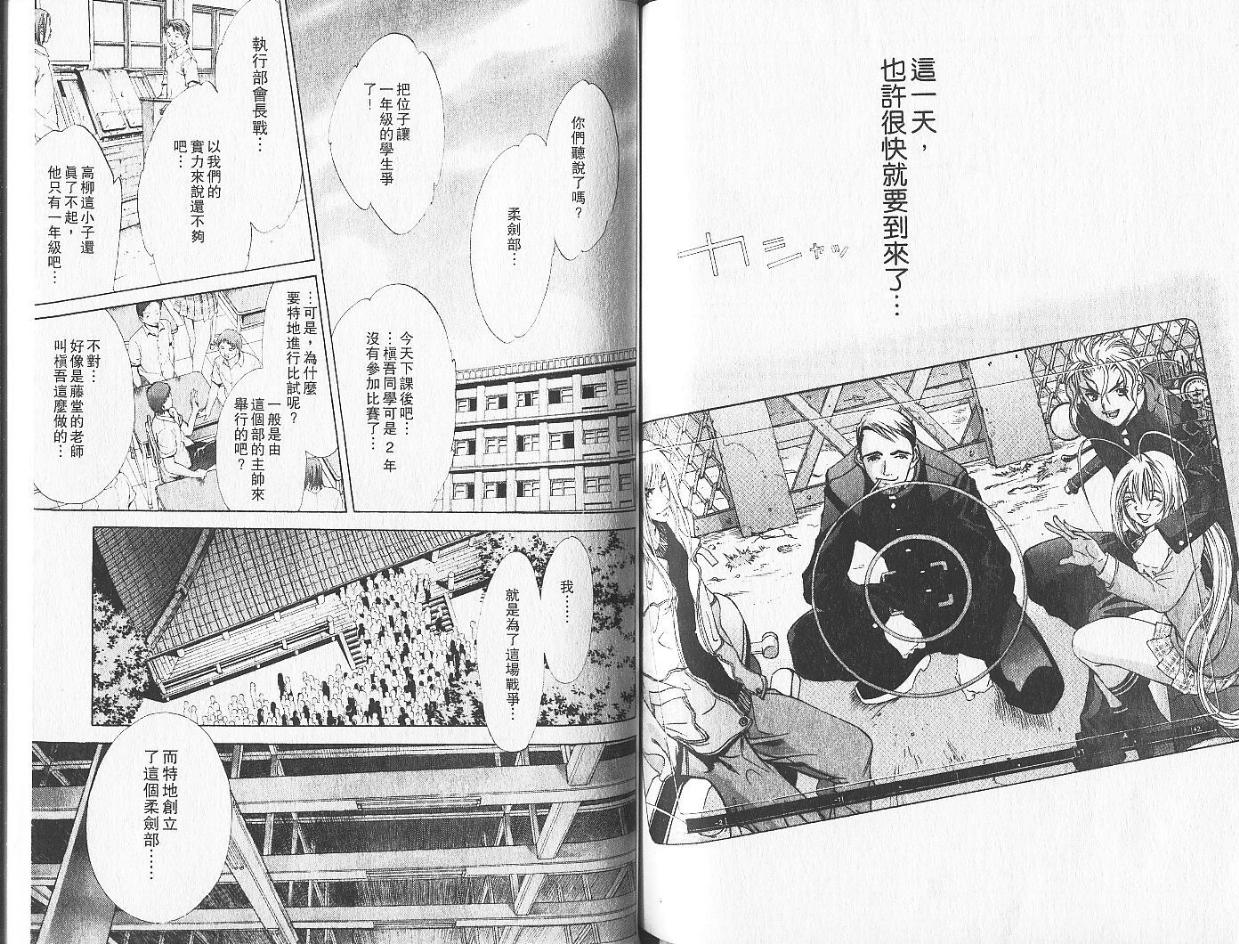 這一天，
也許很快就要到來了…
カシャッ
你們聽說了嗎？
柔劍部…
把位子讓
一年級的學生爭
了！
執行部會長戰…
以我們的
實力來說還不夠
吧…
高柳這小子還
眞了不起，
他只有一年級吧…
今天下課後吧…
…槇吾同學可是２年
沒有參加比賽了…
…可是，為什麼
要特地進行比試呢？
一般是由
這個部的主帥來
舉行的吧？
不對…
好像是藤堂的老師
叫槇吾這麼做的…
我……
就是為了這場戰爭…
而特地創立
了這個柔劍部……